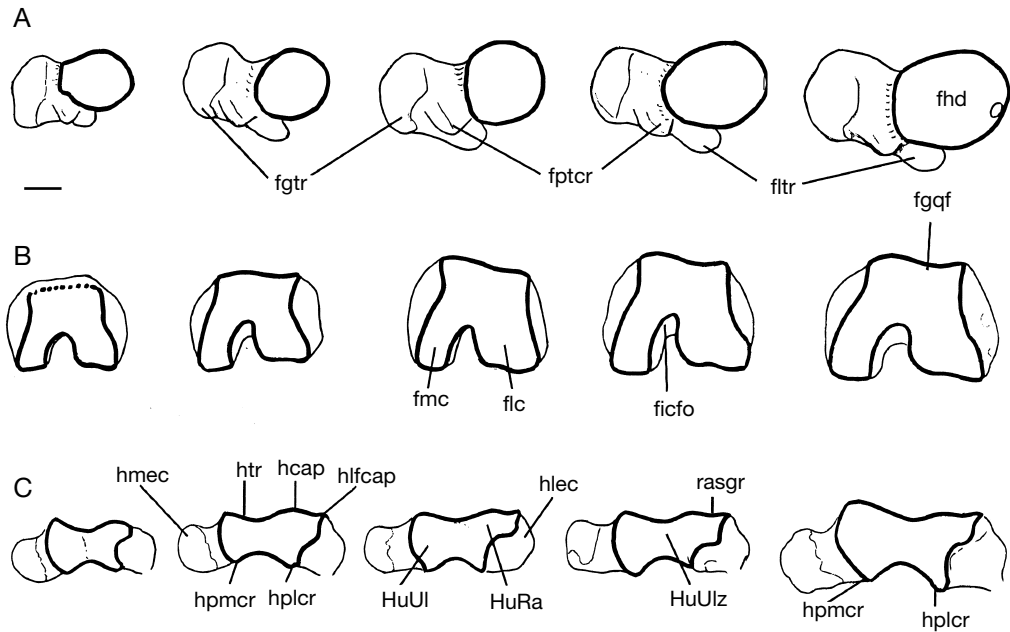 A
fhd
fgtr
fptcr
fltr
fgqf
B
fmc
flc
ficfo
C
hmec
htr
hcap
hlfcap
hlec
rasgr
hpmcr
hplcr
HuUl
HuRa
HuUlz
hpmcr
hplcr